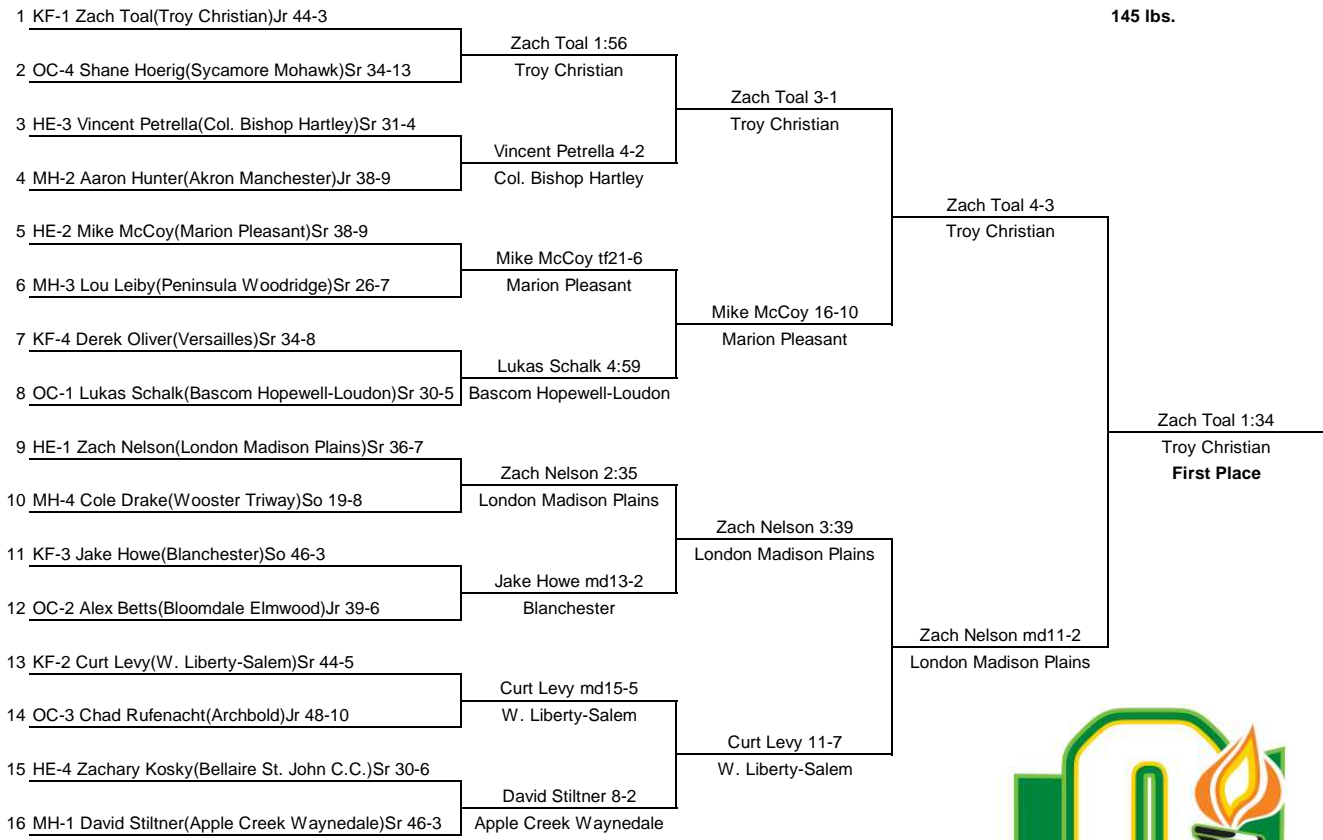 1 KF-1 Zach Toal(Troy Christian)Jr 44-3
145 lbs.
Zach Toal 1:56
2 OC-4 Shane Hoerig(Sycamore Mohawk)Sr 34-13
Troy Christian
Zach Toal 3-1
3 HE-3 Vincent Petrella(Col. Bishop Hartley)Sr 31-4
Troy Christian
Vincent Petrella 4-2
4 MH-2 Aaron Hunter(Akron Manchester)Jr 38-9
Col. Bishop Hartley
Zach Toal 4-3
5 HE-2 Mike McCoy(Marion Pleasant)Sr 38-9
Troy Christian
Mike McCoy tf21-6
6 MH-3 Lou Leiby(Peninsula Woodridge)Sr 26-7
Marion Pleasant
Mike McCoy 16-10
7 KF-4 Derek Oliver(Versailles)Sr 34-8
Marion Pleasant
Lukas Schalk 4:59
8 OC-1 Lukas Schalk(Bascom Hopewell-Loudon)Sr 30-5
Bascom Hopewell-Loudon
Zach Toal 1:34
9 HE-1 Zach Nelson(London Madison Plains)Sr 36-7
Troy Christian
First Place
Zach Nelson 2:35
10 MH-4 Cole Drake(Wooster Triway)So 19-8
London Madison Plains
Zach Nelson 3:39
11 KF-3 Jake Howe(Blanchester)So 46-3
London Madison Plains
Jake Howe md13-2
12 OC-2 Alex Betts(Bloomdale Elmwood)Jr 39-6
Blanchester
Zach Nelson md11-2
13 KF-2 Curt Levy(W. Liberty-Salem)Sr 44-5
London Madison Plains
Curt Levy md15-5
14 OC-3 Chad Rufenacht(Archbold)Jr 48-10
W. Liberty-Salem
Curt Levy 11-7
15 HE-4 Zachary Kosky(Bellaire St. John C.C.)Sr 30-6
W. Liberty-Salem
David Stiltner 8-2
16 MH-1 David Stiltner(Apple Creek Waynedale)Sr 46-3
Apple Creek Waynedale